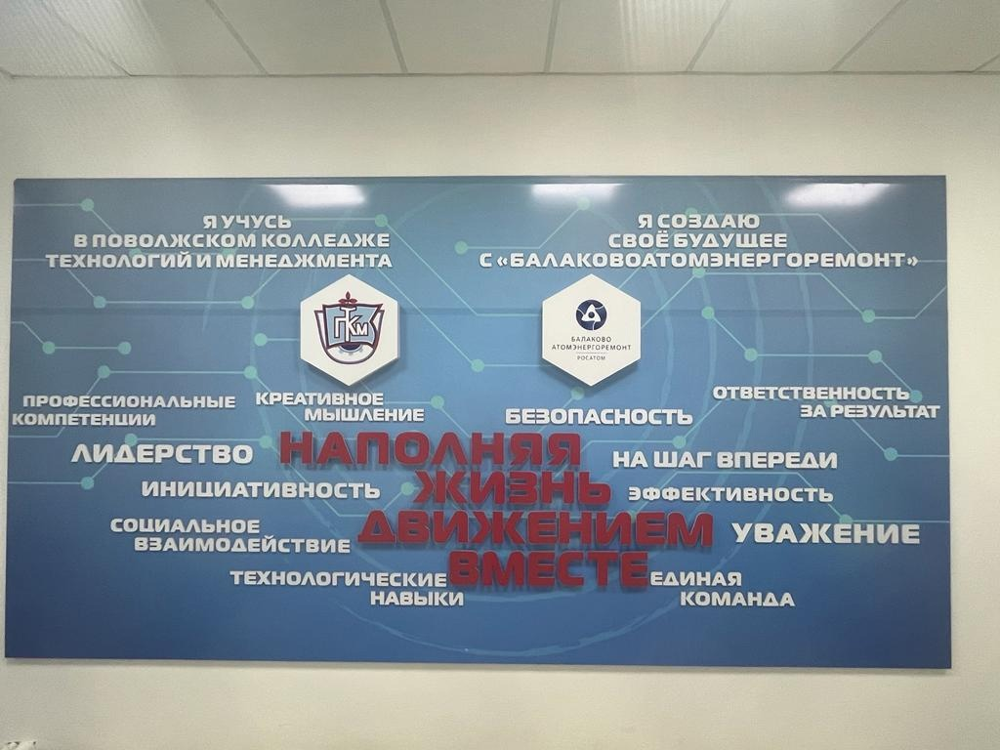 Я УЧУСЬ
В ПОВОЛЖСКОМ КОЛЛЕДЖЕ
ТЕХНОЛОГИЙ И МЕНЕДЖМЕНТА
Я СОЗДАЮ
СВОЁ БУДУЩЕЕ
С «БАЛАКОВОАТОМЭНЕРГОРЕМОНТ»
ПКТМ
БАЛАКОВО
АТОМЭНЕРГОРЕМОНТ
РОСАТОМ
ПРОФЕССИОНАЛЬНЫЕ
КОМПЕТЕНЦИИ
КРЕАТИВНОЕ
МЫШЛЕНИЕ
БЕЗОПАСНОСТЬ
ОТВЕТСТВЕННОСТЬ
ЗА РЕЗУЛЬТАТ
ЛИДЕРСТВО
НАПОЛНЯЯ
ЖИЗНЬ
ДВИЖЕНИЕМ
ВМЕСТЕ
НА ШАГ ВПЕРЕДИ
ИНИЦИАТИВНОСТЬ
ЭФФЕКТИВНОСТЬ
СОЦИАЛЬНОЕ
ВЗАИМОДЕЙСТВИЕ
УВАЖЕНИЕ
ТЕХНОЛОГИЧЕСКИЕ
НАВЫКИ
ЕДИНАЯ
КОМАНДА